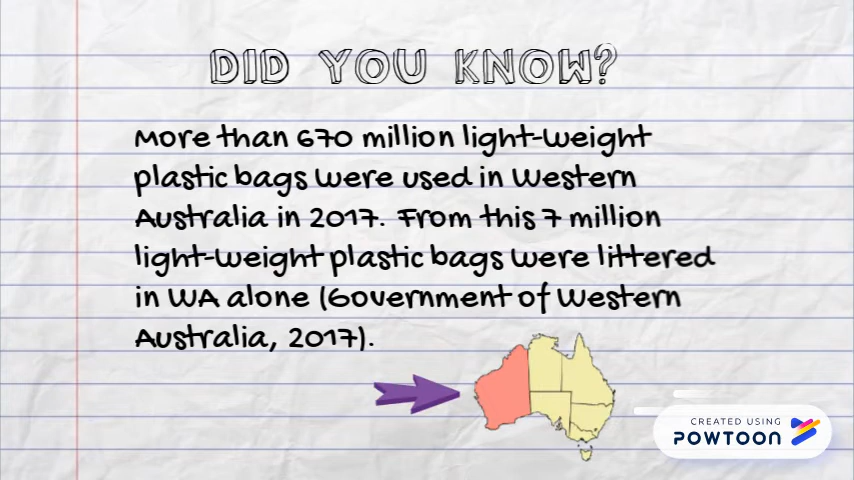 DID YOU KNOW?
More than 670 million light-weight
plastic bags were used in Western
Australia in 2017. From this 7 million
light-weight plastic bags were littered
in WA alone (Government of Western
Australia, 2017).
CREATED USING
POWTOON